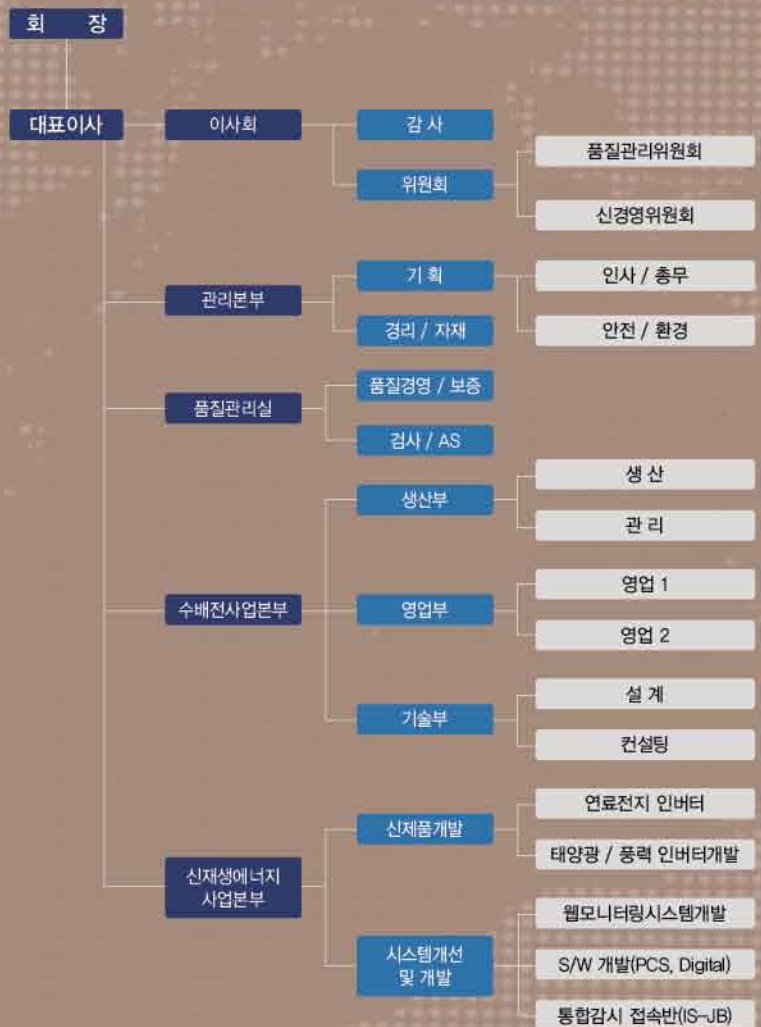 회 장
대표이사
이사회
감 사
위원회
품질관리위원회
신경영위원회
관리본부
기 획
인사 / 총무
안전 / 환경
경리 / 자재
품질관리실
품질경영 / 보증
검사 / AS
수배전사업본부
생산부
생 산
관 리
영업부
영업 1
영업 2
기술부
설 계
컨설팅
신재생에너지
사업본부
신제품개발
연료전지 인버터
태양광 / 풍력 인버터개발
시스템개선
및 개발
웹모니터링시스템개발
S/W 개발(PCS, Digital)
통합감시 접속반(IS-JB)